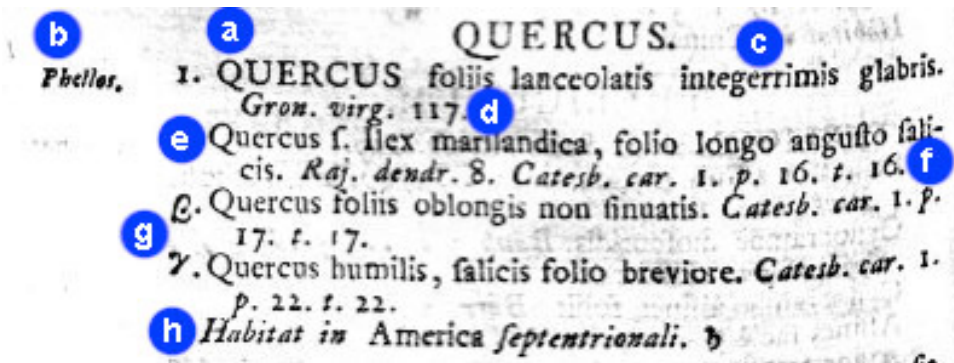 b a QUERCUS. c
Phellos. 1. QUERCUS foliis lanceolatis integerrimis glabris.
Gron. virg. 117. d
e Quercus ſ. Ilex marilandica, folio longo anguſto ſali-
cis. Raj. dendr. 8. Catesb. car. 1. p. 16. t. 16. f
β. Quercus foliis oblongis non ſinuatis. Catesb. car. 1. p.
g 17. t. 17.
γ. Quercus humilis, ſalicis folio breviore. Catesb. car. 1.
p. 22. t. 22.
h Habitat in America ſeptentrionali. ♄